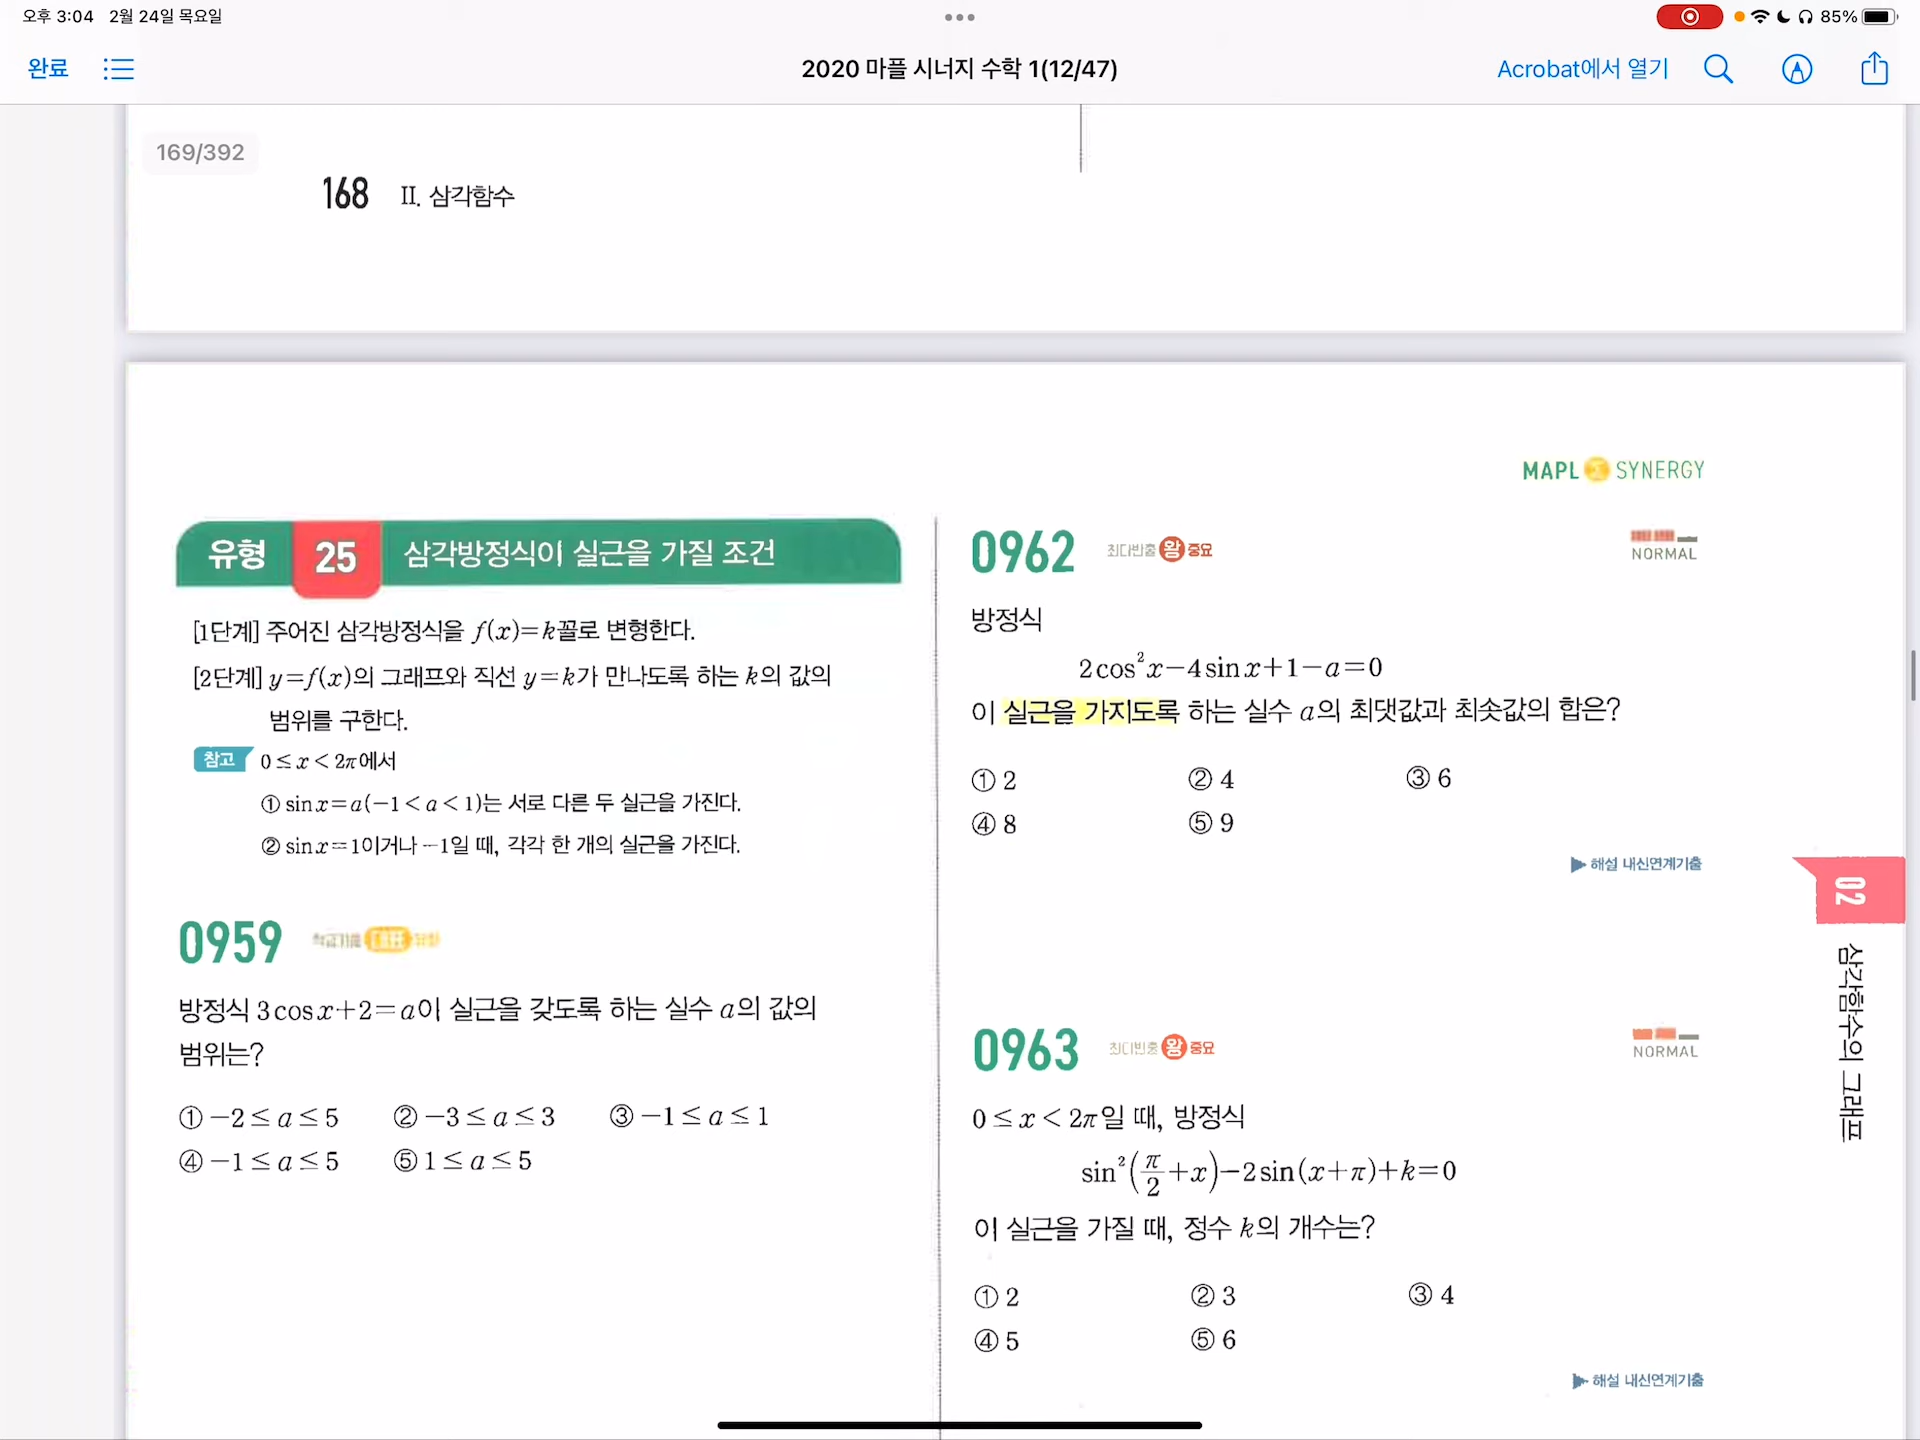 오후 3:04 2월 24일 목요일
85%
완료
2020 마플 시너지 수학 1(12/47)
Acrobat에서 열기
169/392
168 II. 삼각함수
MAPL SYNERGY
유형 25 삼각방정식이 실근을 가질 조건
[1단계] 주어진 삼각방정식을 f(x)=k꼴로 변형한다.
[2단계] y=f(x)의 그래프와 직선 y=k가 만나도록 하는 k의 값의
범위를 구한다.
참고 0≤x<2π에서
① sinx=a(-1<a<1)는 서로 다른 두 실근을 가진다.
② sinx=1이거나 -1일 때, 각각 한 개의 실근을 가진다.
0959
방정식 3cosx+2=a이 실근을 갖도록 하는 실수 a의 값의
범위는?
① -2≤a≤5 ② -3≤a≤3 ③ -1≤a≤1
④ -1≤a≤5 ⑤ 1≤a≤5
0962 최다빈출 왕 중요
NORMAL
방정식
2cos²x-4sinx+1-a=0
이 실근을 가지도록 하는 실수 a의 최댓값과 최솟값의 합은?
① 2 ② 4 ③ 6
④ 8 ⑤ 9
▶ 해설 내신연계기출
0963 최다빈출 왕 중요
NORMAL
0≤x<2π일 때, 방정식
sin²(π/2+x)-2sin(x+π)+k=0
이 실근을 가질 때, 정수 k의 개수는?
① 2 ② 3 ③ 4
④ 5 ⑤ 6
▶ 해설 내신연계기출
02
삼각함수의 그래프